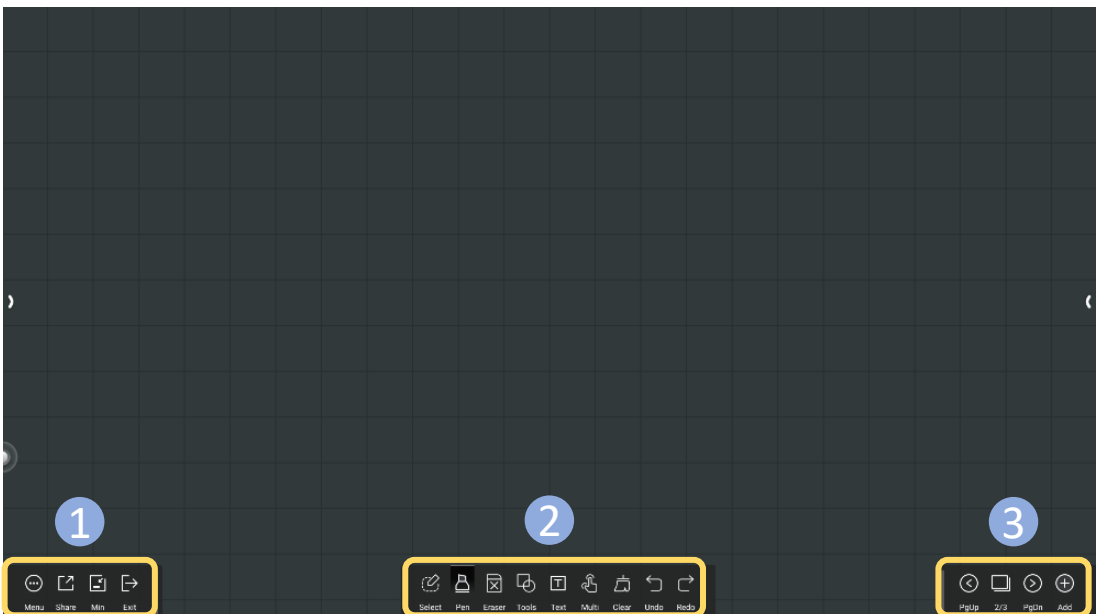 1
2
3
Menu Share Min Exit
Select Pen Eraser Tools Text Multi Clear Undo Redo
PgUp 2/3 PgDn Add